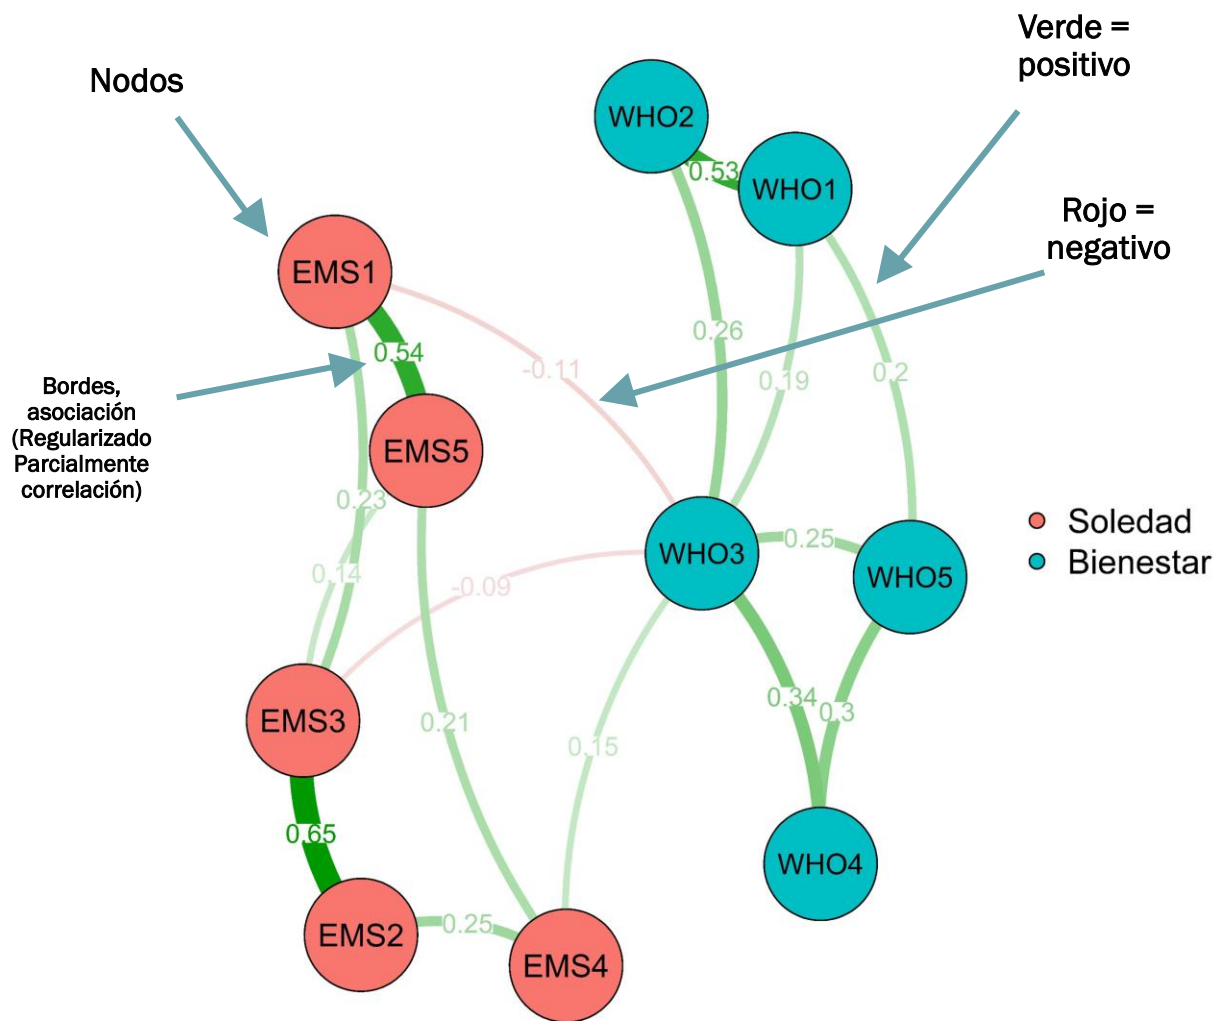 Verde =
positivo
Nodos
WHO2
0.53
WHO1
Rojo =
negativo
EMS1
0.26
0.54
-0.11
0.19
0.2
Bordes,
asociación
(Regularizado
Parcialmente
correlación)
EMS5
0.23
Soledad
WHO3
0.25
WHO5
Bienestar
0.14
-0.09
EMS3
0.34
0.3
0.21
0.15
0.65
WHO4
EMS2
0.25
EMS4